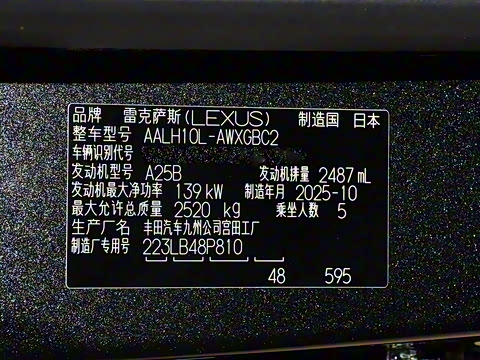 品牌 雷克萨斯(LEXUS) 制造国 日本
整车型号 AALH10L-AWXGBC2
车辆识别代号
发动机型号 A25B 发动机排量 2487 mL
发动机最大净功率 139 kW 制造年月 2025-10
最大允许总质量 2520 kg 乘坐人数 5
生产厂名 丰田汽车九州公司宫田工厂
制造厂专用号 223LB48P810
48 595